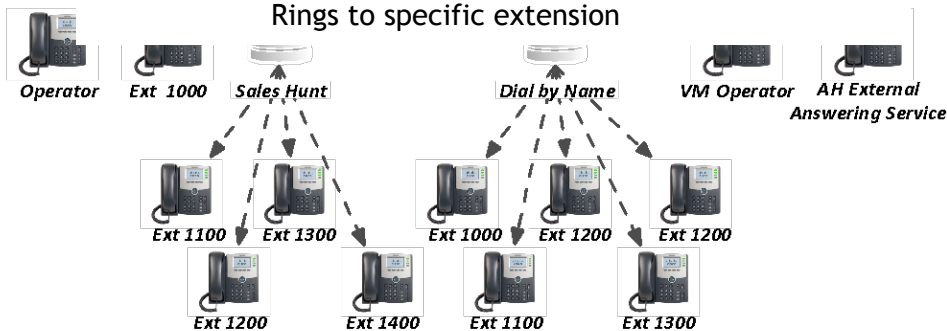 Rings to specific extension
Operator
Ext 1000
Sales Hunt
Dial by Name
VM Operator
AH External
Answering Service
Ext 1100
Ext 1300
Ext 1000
Ext 1200
Ext 1200
Ext 1200
Ext 1400
Ext 1100
Ext 1300